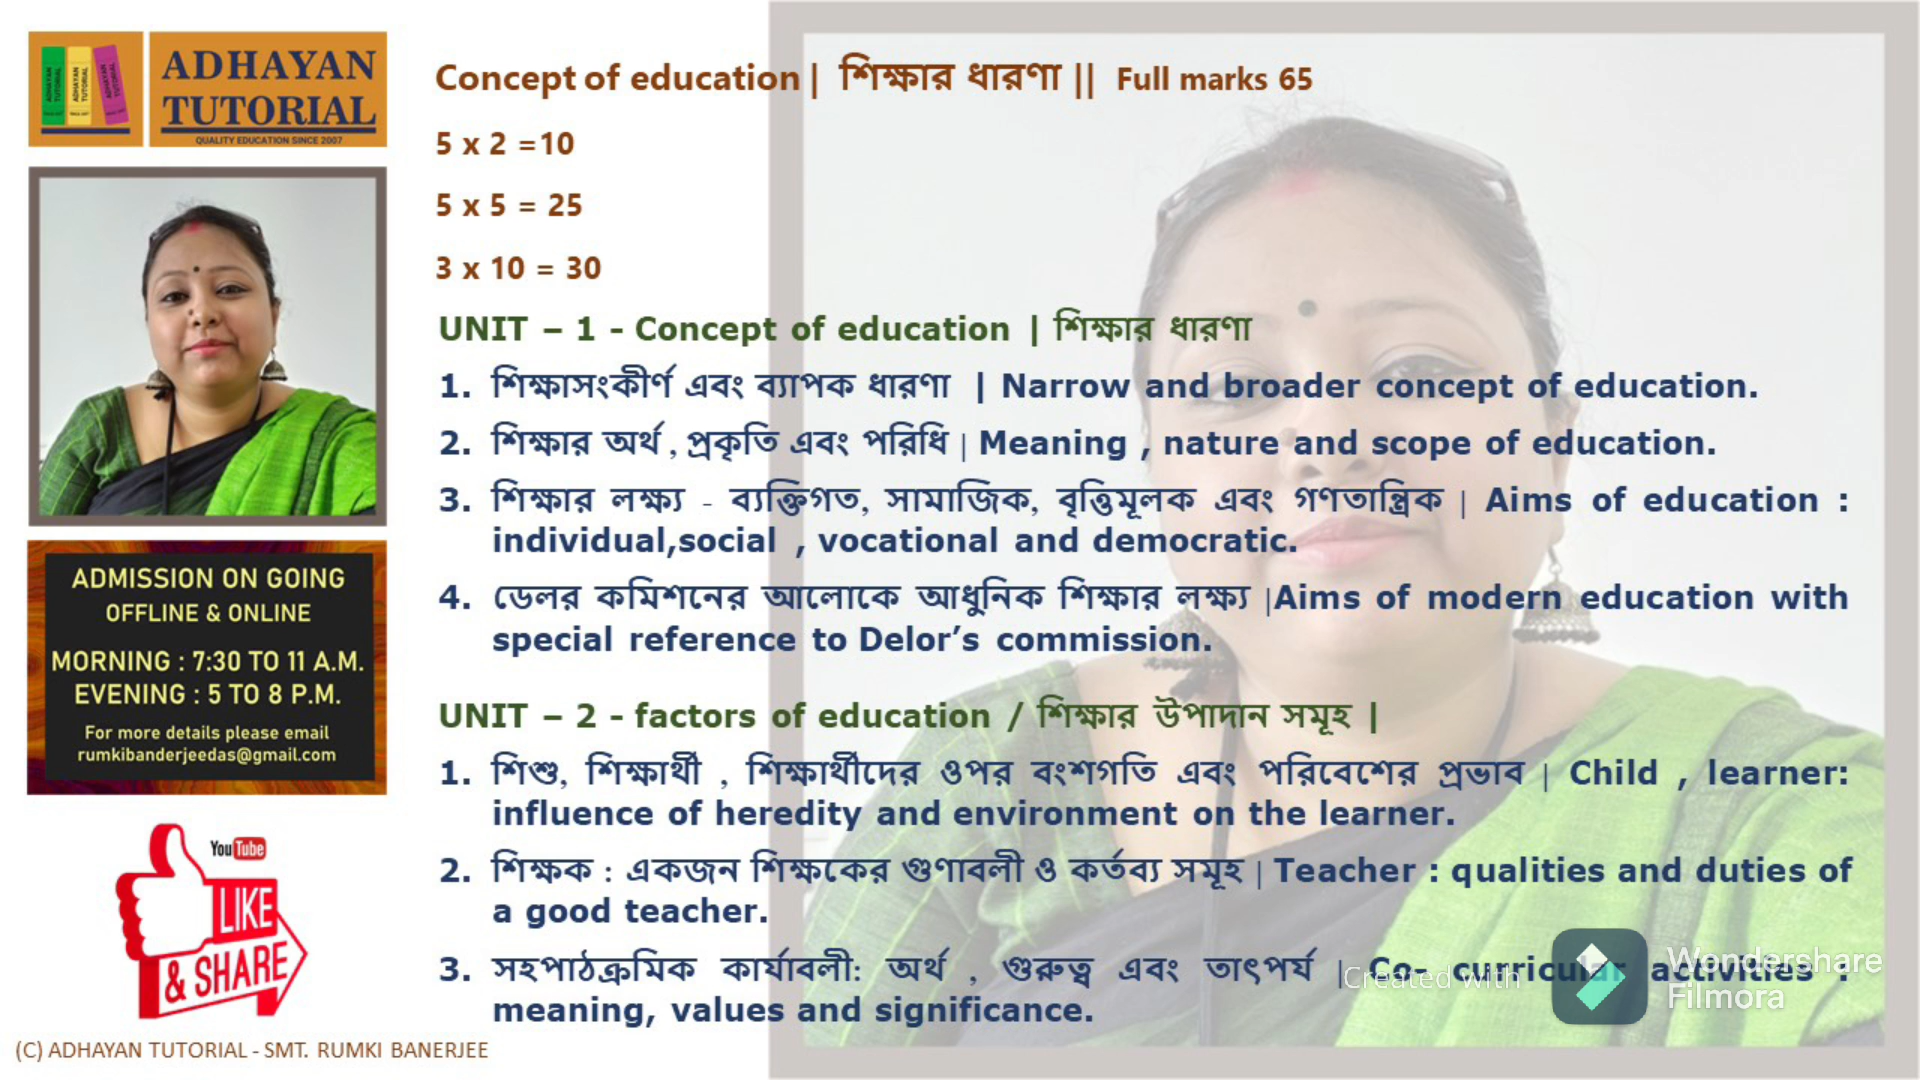 ADHAYAN
TUTORIAL
QUALITY EDUCATION SINCE 2007
Concept of education | শিক্ষার ধারণা || Full marks 65
5 x 2 =10
5 x 5 = 25
3 x 10 = 30
UNIT – 1 - Concept of education | শিক্ষার ধারণা
1. শিক্ষাসংকীর্ণ এবং ব্যাপক ধারণা | Narrow and broader concept of education.
2. শিক্ষার অর্থ , প্রকৃতি এবং পরিধি | Meaning , nature and scope of education.
3. শিক্ষার লক্ষ্য - ব্যক্তিগত, সামাজিক, বৃত্তিমূলক এবং গণতান্ত্রিক | Aims of education :
individual,social , vocational and democratic.
4. ডেলর কমিশনের আলোকে আধুনিক শিক্ষার লক্ষ্য |Aims of modern education with
special reference to Delor’s commission.
UNIT – 2 - factors of education / শিক্ষার উপাদান সমূহ |
1. শিশু, শিক্ষার্থী , শিক্ষার্থীদের ওপর বংশগতি এবং পরিবেশের প্রভাব | Child , learner:
influence of heredity and environment on the learner.
2. শিক্ষক : একজন শিক্ষকের গুণাবলী ও কর্তব্য সমূহ | Teacher : qualities and duties of
a good teacher.
3. সহপাঠক্রমিক কার্যাবলী: অর্থ , গুরুত্ব এবং তাৎপর্য | Co- curricular activities :
meaning, values and significance.
ADMISSION ON GOING
OFFLINE & ONLINE
MORNING : 7:30 TO 11 A.M.
EVENING : 5 TO 8 P.M.
For more details please email
rumkibanderjeedas@gmail.com
YouTube
LIKE
& SHARE
(C) ADHAYAN TUTORIAL - SMT. RUMKI BANERJEE
Created with
Wondershare
Filmora